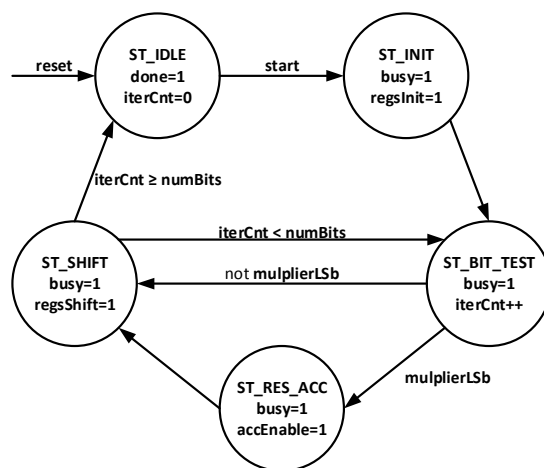 reset
ST_IDLE
done=1
iterCnt=0
start
ST_INIT
busy=1
regsInit=1
iterCnt ≥ numBits
iterCnt < numBits
ST_SHIFT
busy=1
regsShift=1
not mulplierLSb
ST_BIT_TEST
busy=1
iterCnt++
mulplierLSb
ST_RES_ACC
busy=1
accEnable=1